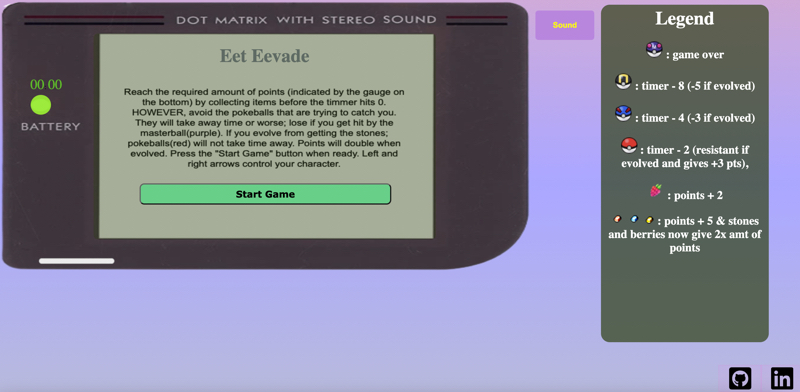 DOT MATRIX WITH STEREO SOUND
Sound
Eet Eevade
00 00
BATTERY
Reach the required amount of points (indicated by the gauge on
the bottom) by collecting items before the timmer hits 0.
HOWEVER, avoid the pokeballs that are trying to catch you.
They will take away time or worse; lose if you get hit by the
masterball(purple). If you evolve from getting the stones;
pokeballs(red) will not take time away. Points will double when
evolved. Press the "Start Game" button when ready. Left and
right arrows control your character.
Start Game
Legend
: game over
: timer - 8 (-5 if evolved)
: timer - 4 (-3 if evolved)
: timer - 2 (resistant if
evolved and gives +3 pts),
: points + 2
: points + 5 & stones
and berries now give 2x amt of
points
in